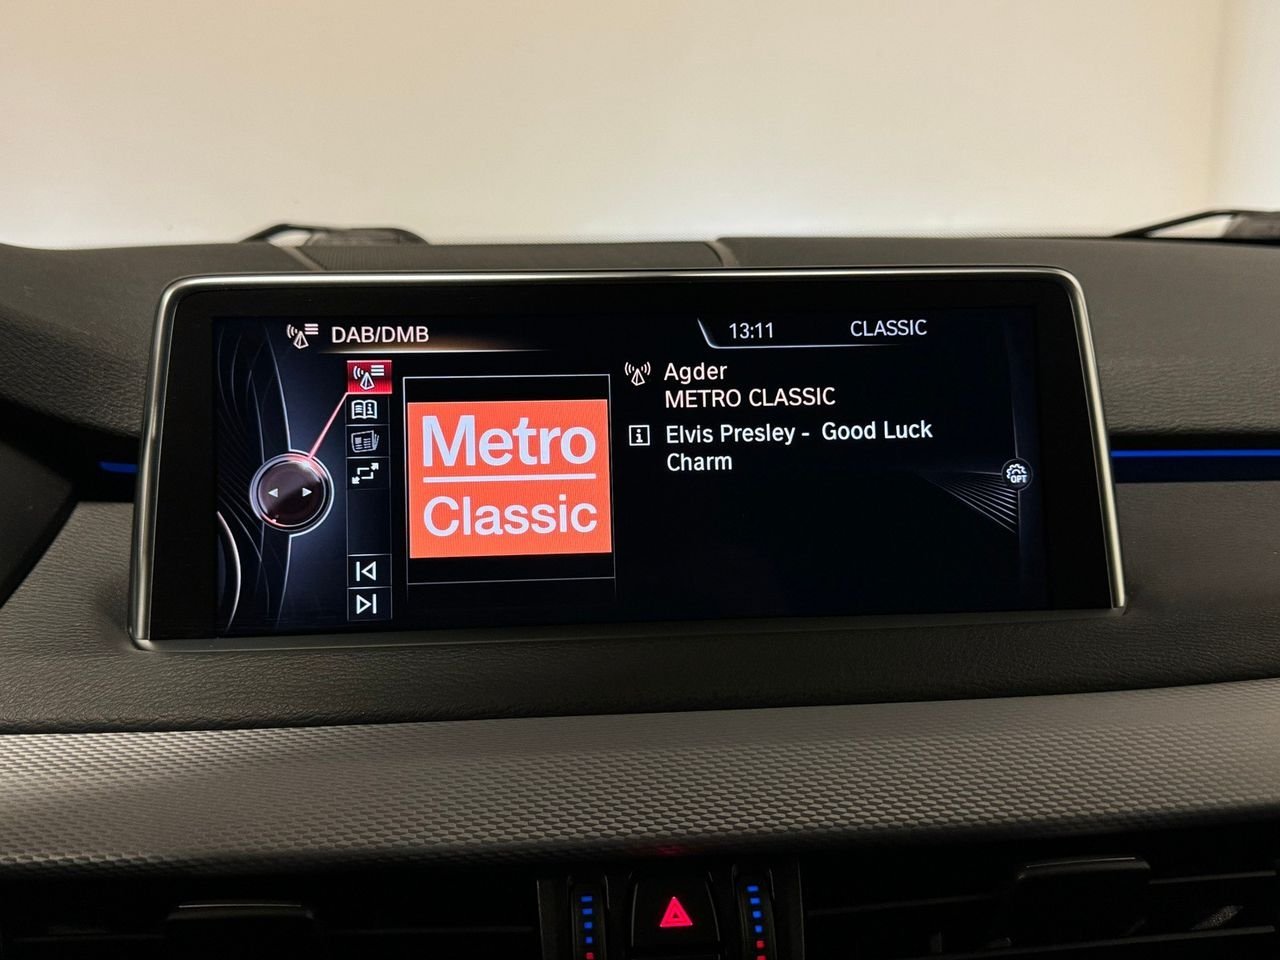 DAB/DMB
13:11
CLASSIC
Agder
METRO CLASSIC
Elvis Presley - Good Luck
Charm
Metro
Classic
OPT